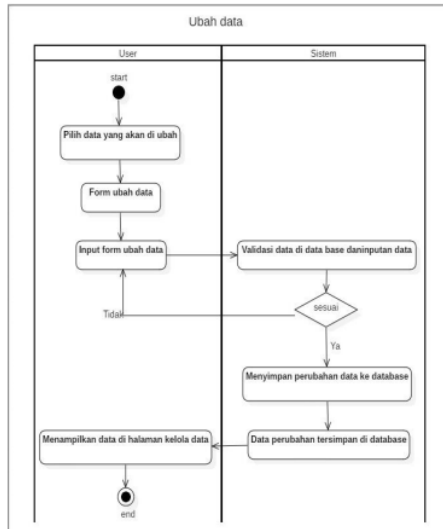 Ubah data
User
Sistem
start
Pilih data yang akan di ubah
Form ubah data
Input form ubah data
Validasi data di data base daninputan data
sesuai
Tidak
Ya
Menyimpan perubahan data ke database
Menampilkan data di halaman kelola data
Data perubahan tersimpan di database
end